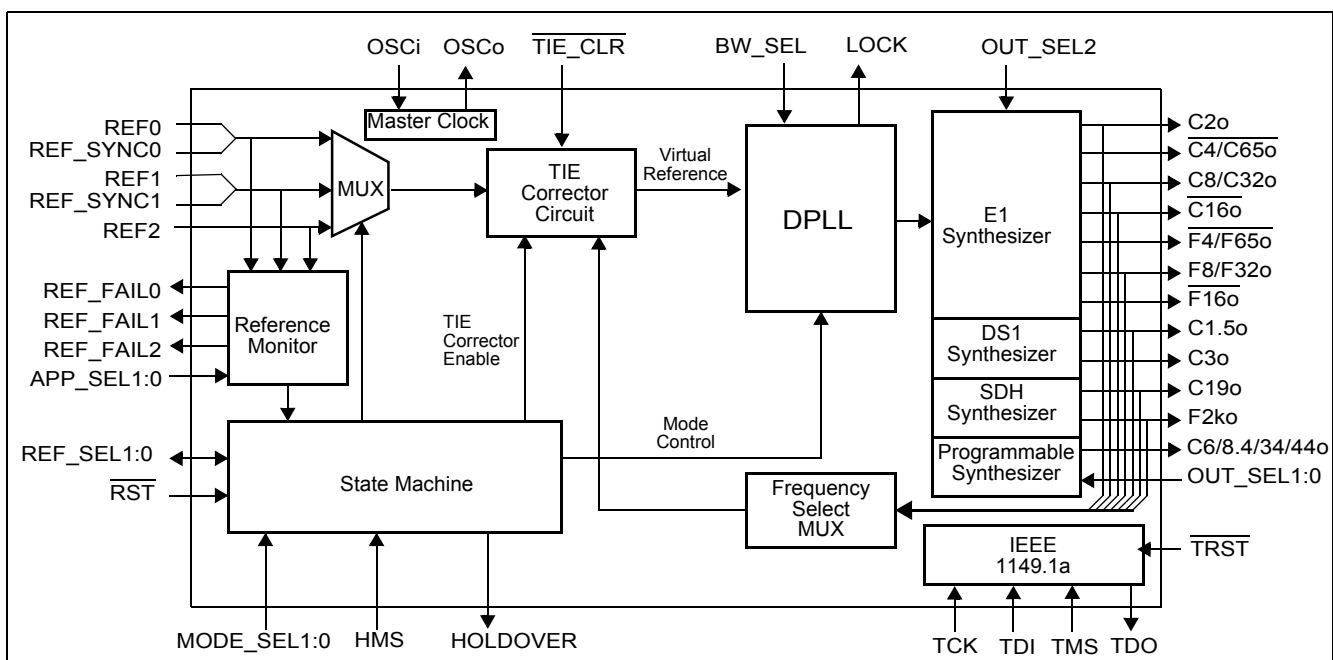 OSCi
OSCo
TIE_CLR
BW_SEL
LOCK
OUT_SEL2
Master Clock
REF0
REF_SYNC0
REF1
REF_SYNC1
REF2
MUX
TIE
Corrector
Circuit
Virtual
Reference
DPLL
E1
Synthesizer
DS1
Synthesizer
SDH
Synthesizer
Programmable
Synthesizer
C2o
C4/C65o
C8/C32o
C16o
F4/F65o
F8/F32o
F16o
C1.5o
C3o
C19o
F2ko
C6/8.4/34/44o
OUT_SEL1:0
REF_FAIL0
REF_FAIL1
REF_FAIL2
APP_SEL1:0
Reference
Monitor
TIE
Corrector
Enable
REF_SEL1:0
RST
State Machine
Mode
Control
Frequency
Select
MUX
IEEE
1149.1a
TRST
MODE_SEL1:0
HMS
HOLDOVER
TCK
TDI
TMS
TDO